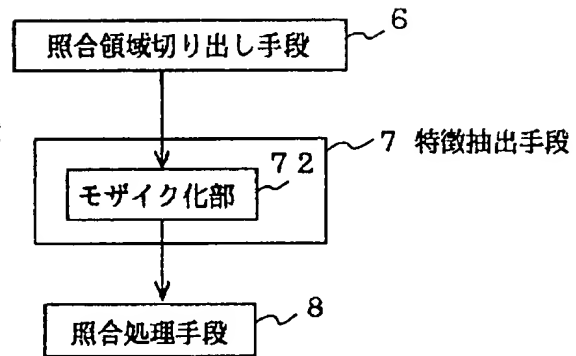 6
照合領域切り出し手段
7 特徴抽出手段
72
モザイク化部
8
照合処理手段